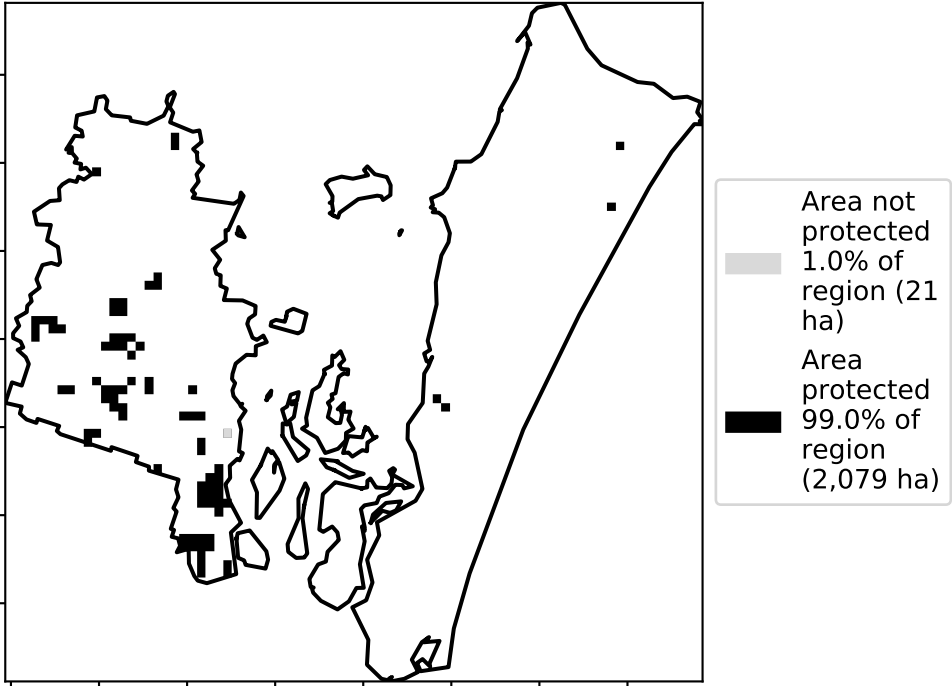 Area not
protected
1.0% of
region (21
ha)
Area
protected
99.0% of
region
(2,079 ha)